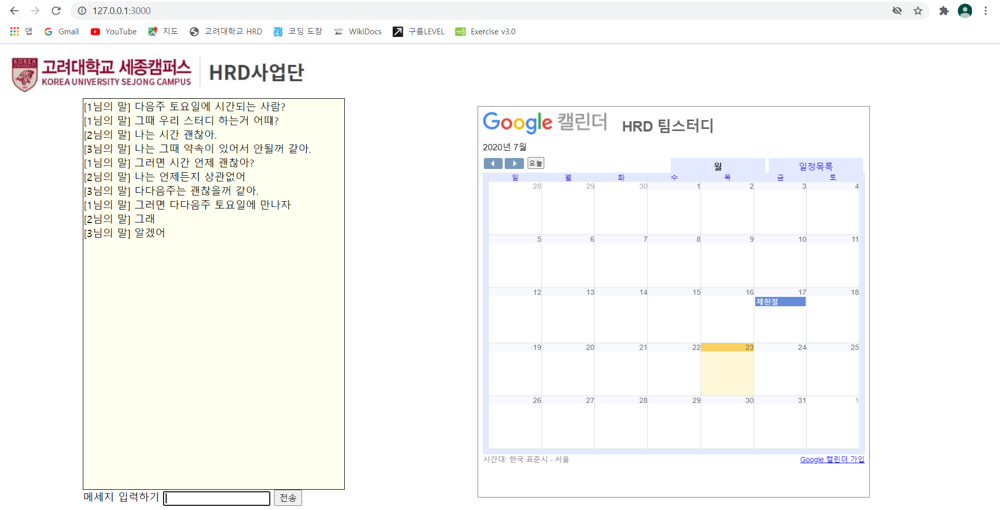 127.0.0.1:3000
앱 Gmail YouTube 지도 고려대학교 HRD 코딩 도장 WikiDocs 구름LEVEL Exercise v3.0
고려대학교 세종캠퍼스 HRD사업단
KOREA UNIVERSITY SEJONG CAMPUS
[1님의 말] 다음주 토요일에 시간되는 사람?
[1님의 말] 그때 우리 스터디 하는거 어떄?
[2님의 말] 나는 시간 괜찮아.
[3님의 말] 나는 그때 약속이 있어서 안될꺼 같아.
[1님의 말] 그러면 시간 언제 괜찮아?
[2님의 말] 나는 언제든지 상관없어
[3님의 말] 다다음주는 괜찮을꺼 같아.
[1님의 말] 그러면 다다음주 토요일에 만나자
[2님의 말] 그래
[3님의 말] 알겠어
메세지 입력하기 전송
Google 캘린더 HRD 팀스터디
2020년 7월
오늘 월 일정목록
일 월 화 수 목 금 토
28 29 30 1 2 3 4
5 6 7 8 9 10 11
12 13 14 15 16 17 18
제헌절
19 20 21 22 23 24 25
26 27 28 29 30 31 1
시간대: 한국 표준시 - 서울 Google 캘린더 가입